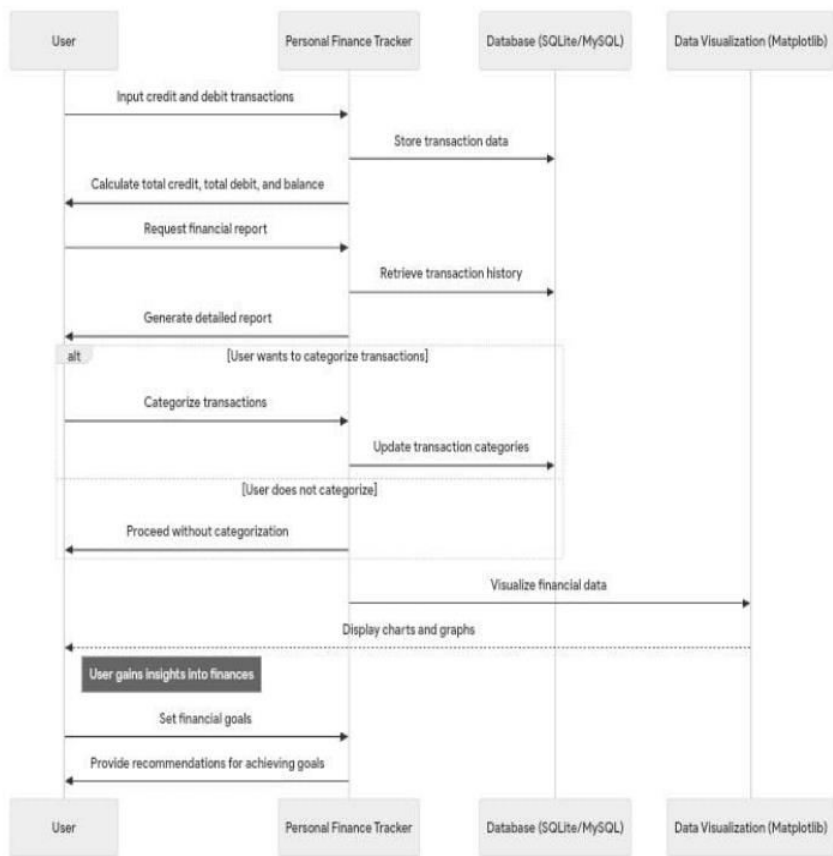 User
Personal Finance Tracker
Database (SQLite/MySQL)
Data Visualization (Matplotlib)
Input credit and debit transactions
Store transaction data
Calculate total credit, total debit, and balance
Request financial report
Retrieve transaction history
Generate detailed report
alt
[User wants to categorize transactions]
Categorize transactions
Update transaction categories
[User does not categorize]
Proceed without categorization
Visualize financial data
Display charts and graphs
User gains insights into finances
Set financial goals
Provide recommendations for achieving goals
User
Personal Finance Tracker
Database (SQLite/MySQL)
Data Visualization (Matplotlib)